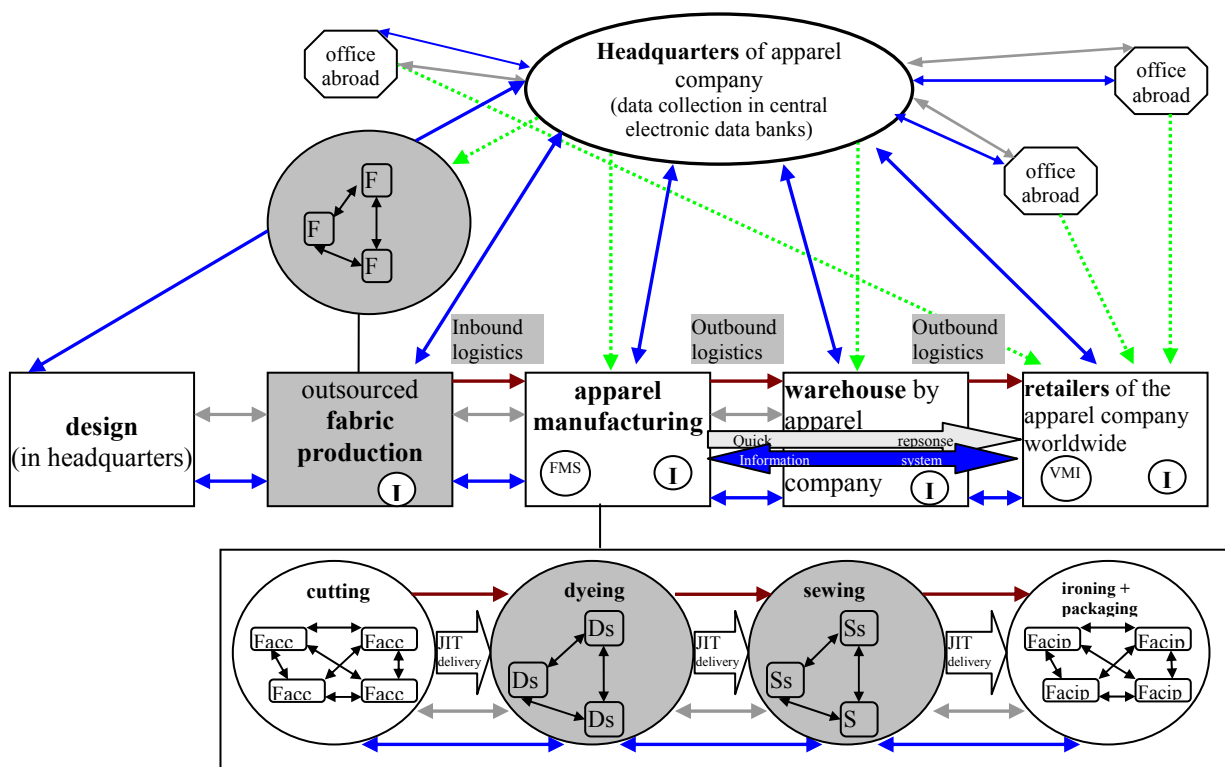 office
abroad
Headquarters of apparel
company
(data collection in central
electronic data banks)
office
abroad
office
abroad
F
F
F
Inbound
logistics
Outbound
logistics
Outbound
logistics
design
(in headquarters)
outsourced
fabric
production
I
apparel
manufacturing
FMS
I
warehouse by
apparel
company
I
retailers of the
apparel company
worldwide
VMI
I
Quick repsonse
Information system
cutting
Facc
Facc
Facc
Facc
JIT
delivery
dyeing
Ds
Ds
Ds
JIT
delivery
sewing
Ss
Ss
S
JIT
delivery
ironing +
packaging
Facip
Facip
Facip
Facip